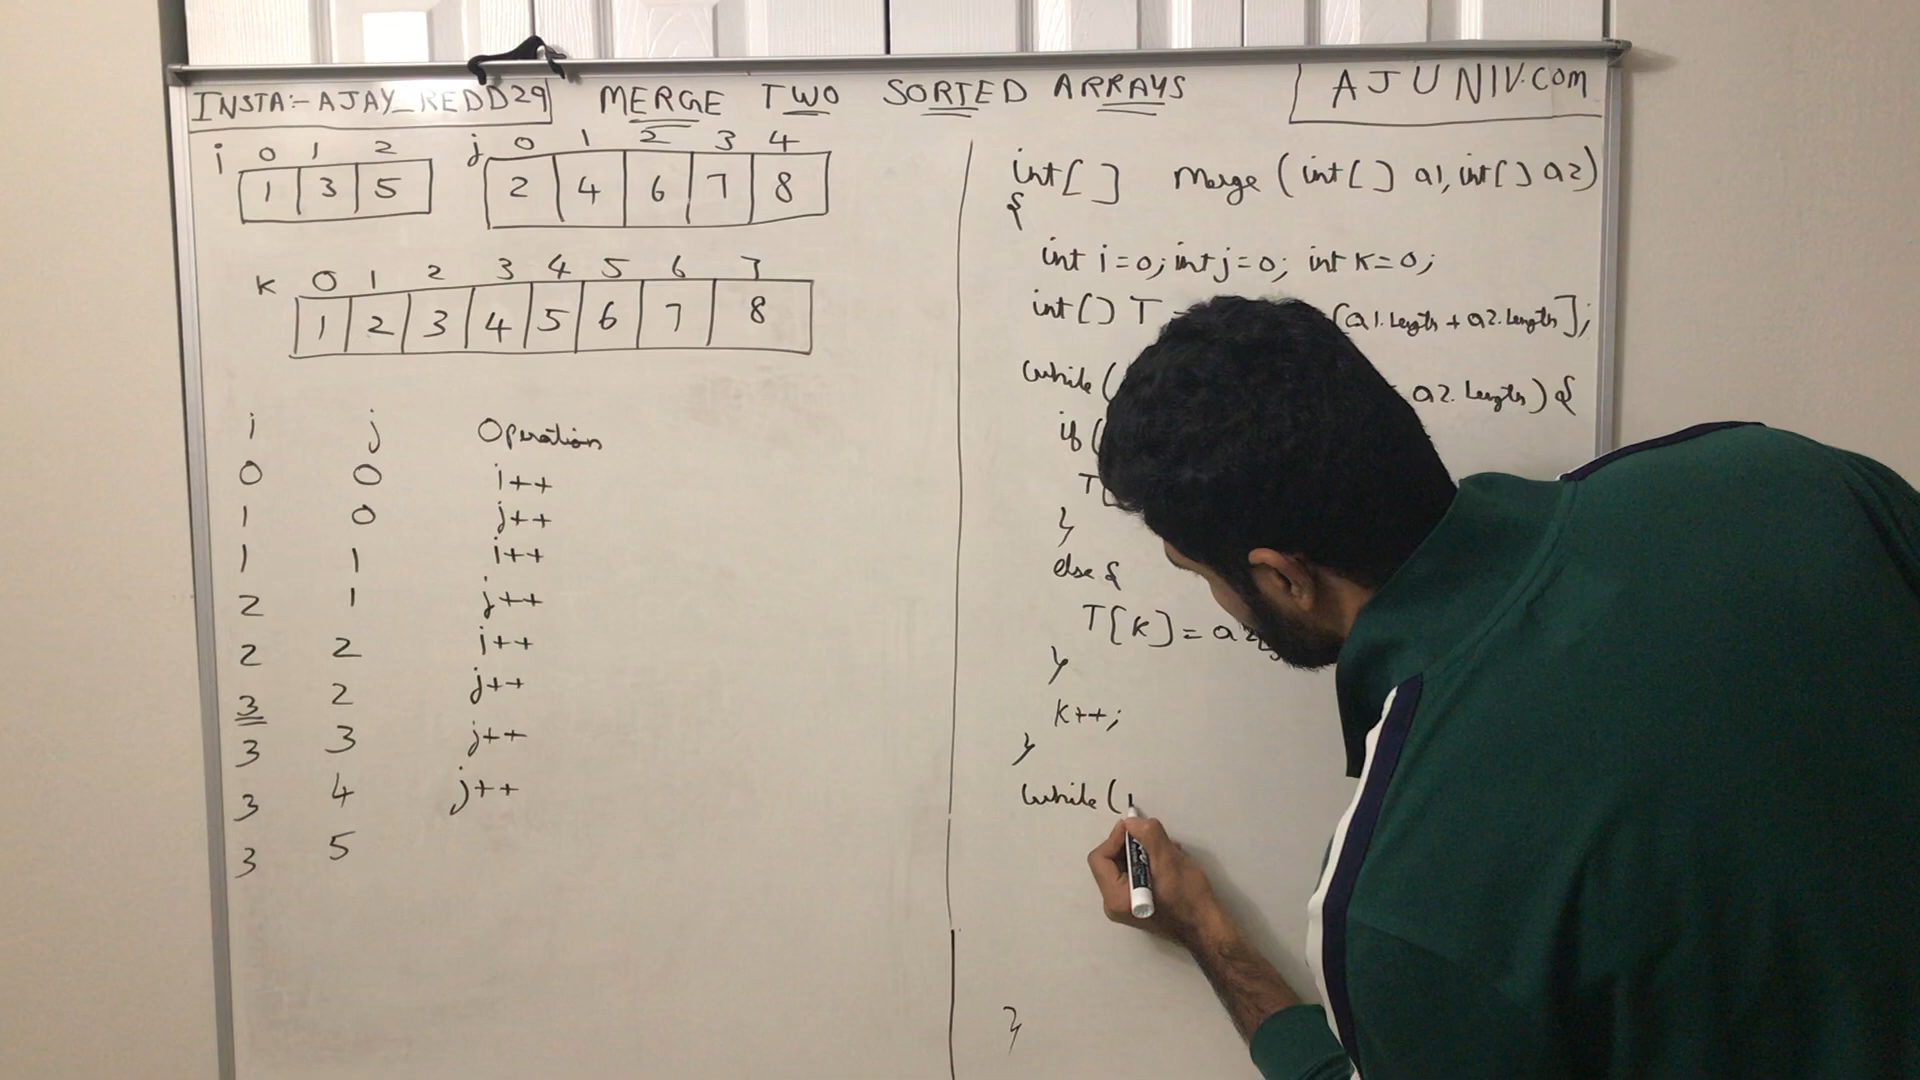 INSTA:- AJAY_REDD29
MERGE TWO SORTED ARRAYS
AJUNIV.COM
i 0 1 2
1 3 5
j 0 1 2 3 4
2 4 6 7 8
k 0 1 2 3 4 5 6 7
1 2 3 4 5 6 7 8
i j Operation
0 0 i++
1 0 j++
1 1 i++
2 1 j++
2 2 i++
3 2 j++
3 3 j++
3 4 j++
3 5
int[] Merge (int[] a1, int[] a2)
{
int i=0; int j=0; int k=0;
int[] T = [a1.length + a2.length];
while ( a2.length) {
if (
T[
}
else {
T[k] = a2[j
}
k++;
}
while (i
}